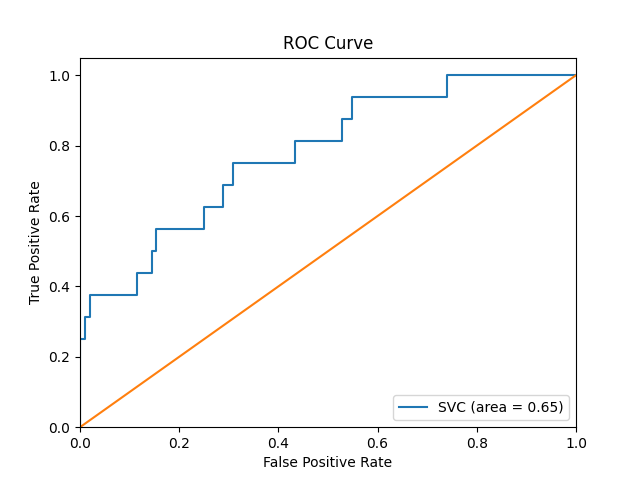 ROC Curve
True Positive Rate
1.0
0.8
0.6
0.4
0.2
0.0
0.0 0.2 0.4 0.6 0.8 1.0
False Positive Rate
SVC (area = 0.65)